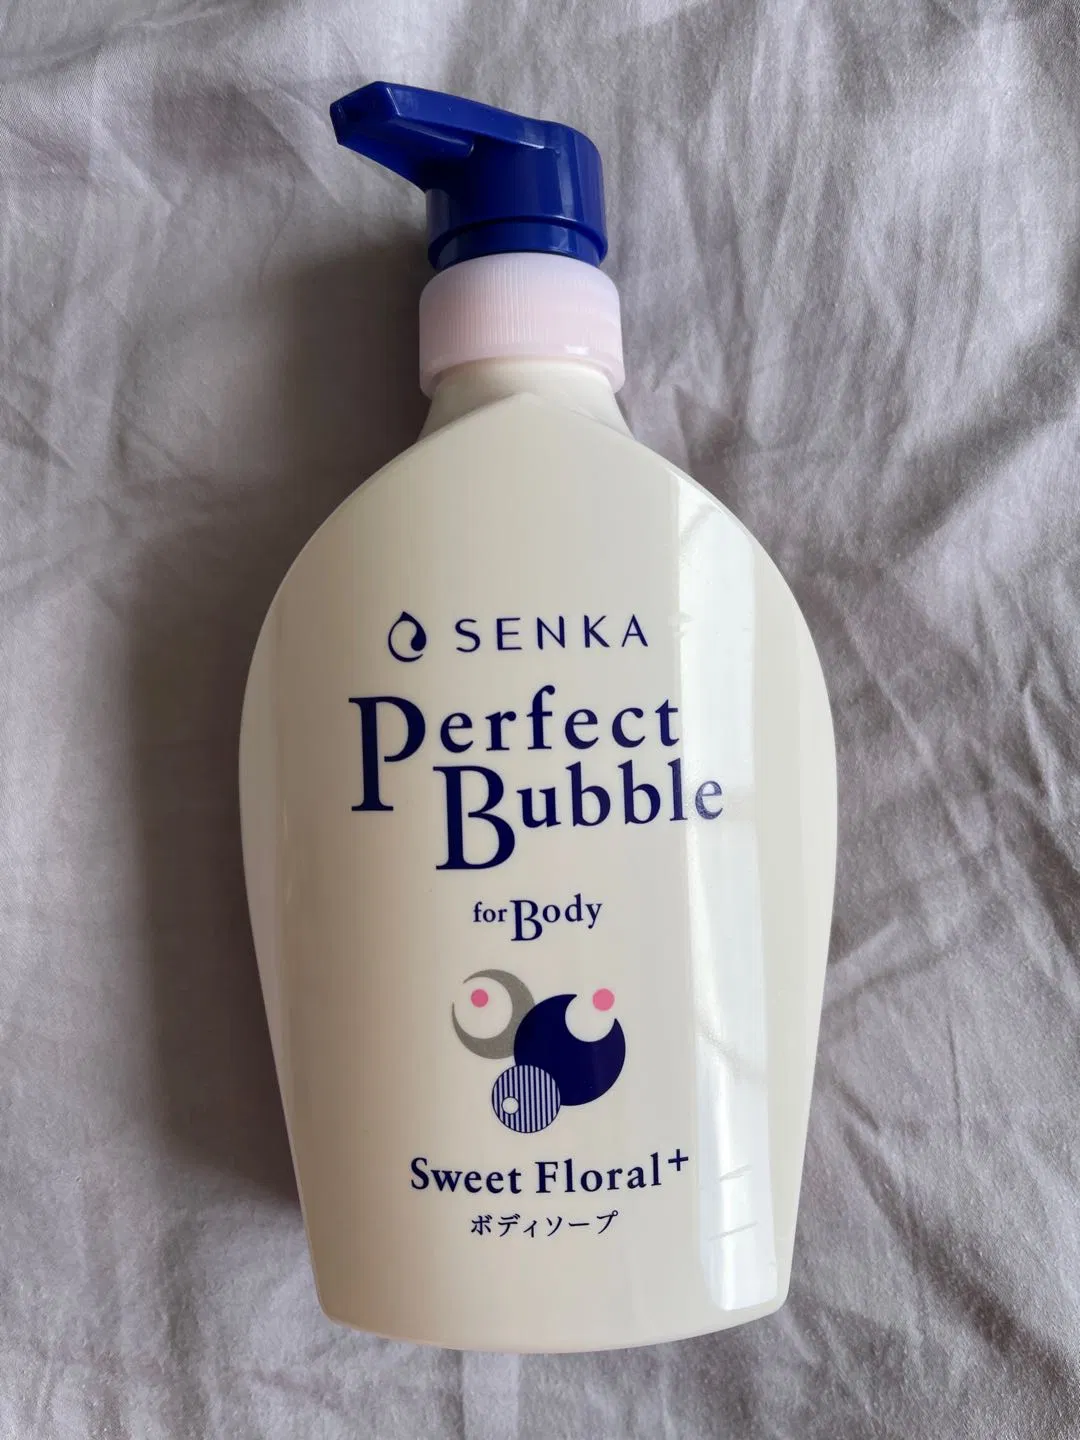 SENKA
Perfect
Bubble
for Body
Sweet Floral+
ボディソープ